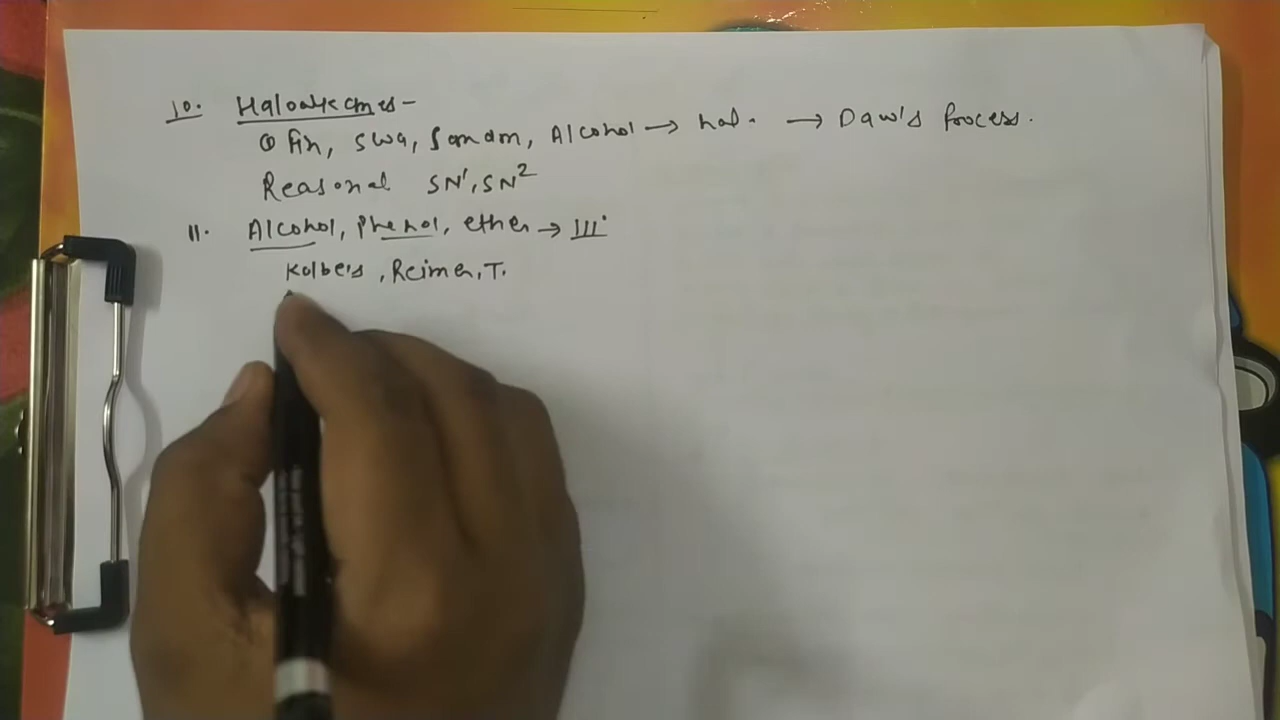 10. Haloalkanes -
① Fin, swa, Sandm, Alcohol → hal. → Daw's Process.
Reasonal SN¹, SN²
11. Alcohol, Phenol, ether → III
Kolbe's, Reimer, T.